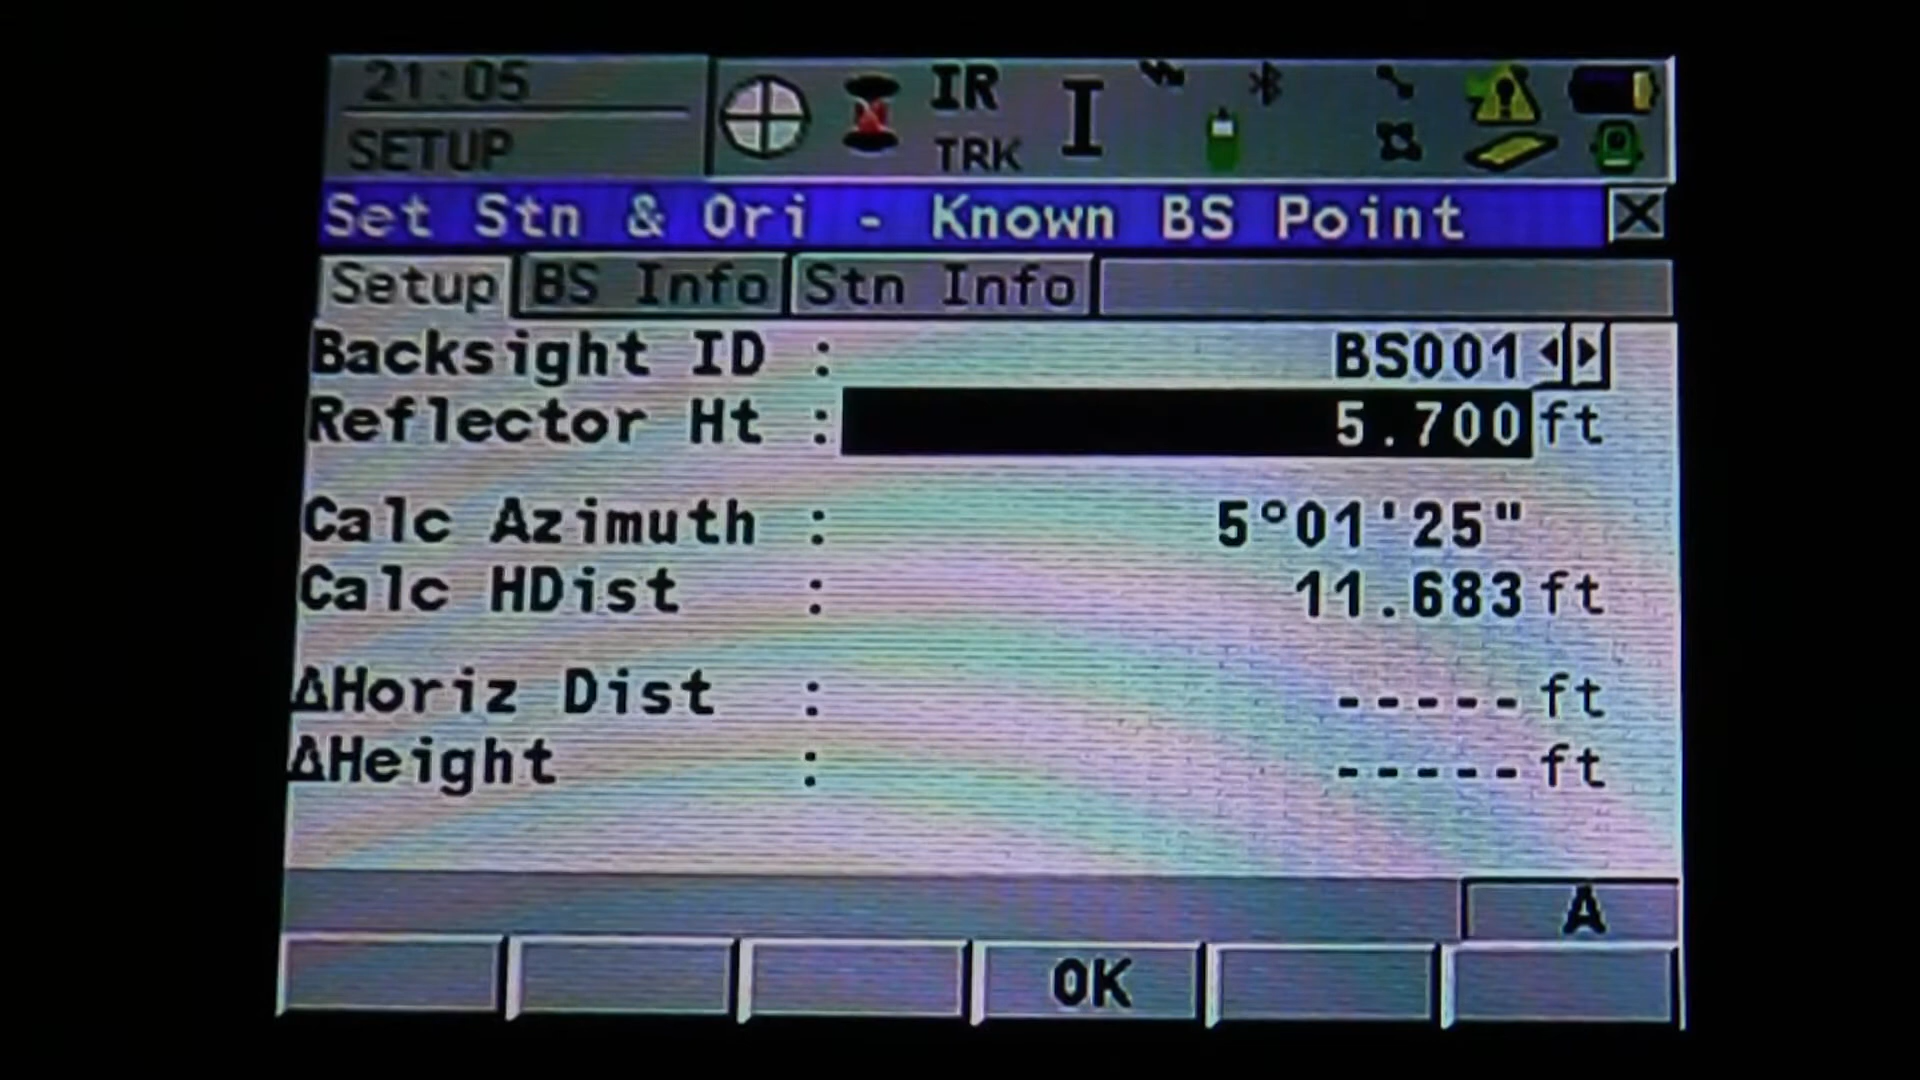 21:05
SETUP
IR
TRK
I
Set Stn & Ori - Known BS Point
Setup BS Info Stn Info
Backsight ID : BS001
Reflector Ht : 5.700 ft
Calc Azimuth : 5°01'25"
Calc HDist : 11.683 ft
ΔHoriz Dist : ----- ft
ΔHeight : ----- ft
A
OK